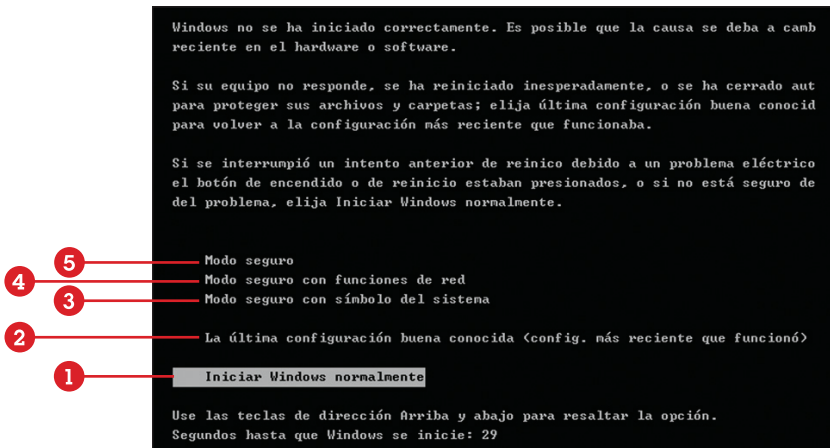 Windows no se ha iniciado correctamente. Es posible que la causa se deba a camb
reciente en el hardware o software.
Si su equipo no responde, se ha reiniciado inesperadamente, o se ha cerrado aut
para proteger sus archivos y carpetas; elija última configuración buena conocid
para volver a la configuración más reciente que funcionaba.
Si se interrumpió un intento anterior de reinico debido a un problema eléctrico
el botón de encendido o de reinicio estaban presionados, o si no está seguro de
del problema, elija Iniciar Windows normalmente.
5 Modo seguro
4 Modo seguro con funciones de red
3 Modo seguro con símbolo del sistema
2 La última configuración buena conocida (config. más reciente que funcionó)
1 Iniciar Windows normalmente
Use las teclas de dirección Arriba y abajo para resaltar la opción.
Segundos hasta que Windows se inicie: 29